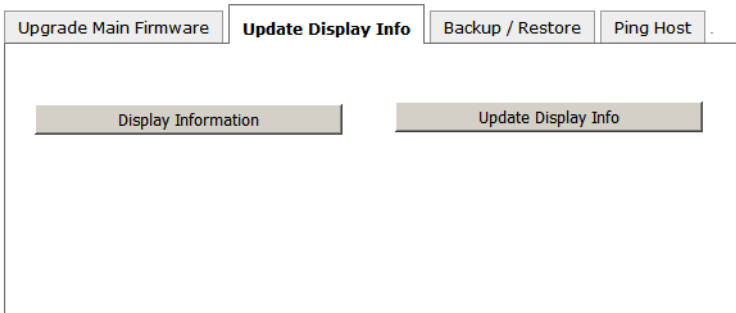 Upgrade Main Firmware Update Display Info Backup / Restore Ping Host .
Display Information Update Display Info